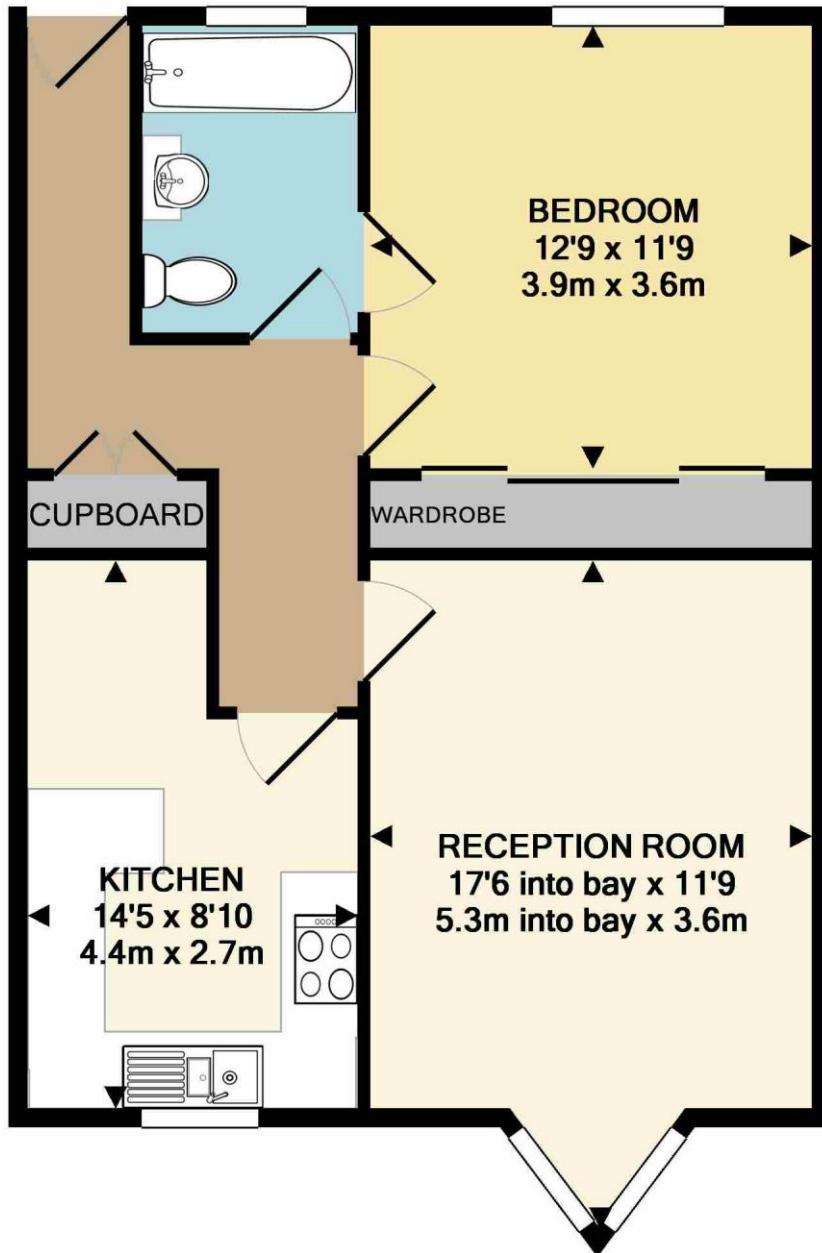 BEDROOM
12'9 x 11'9
3.9m x 3.6m
CUPBOARD
WARDROBE
KITCHEN
14'5 x 8'10
4.4m x 2.7m
RECEPTION ROOM
17'6 into bay x 11'9
5.3m into bay x 3.6m